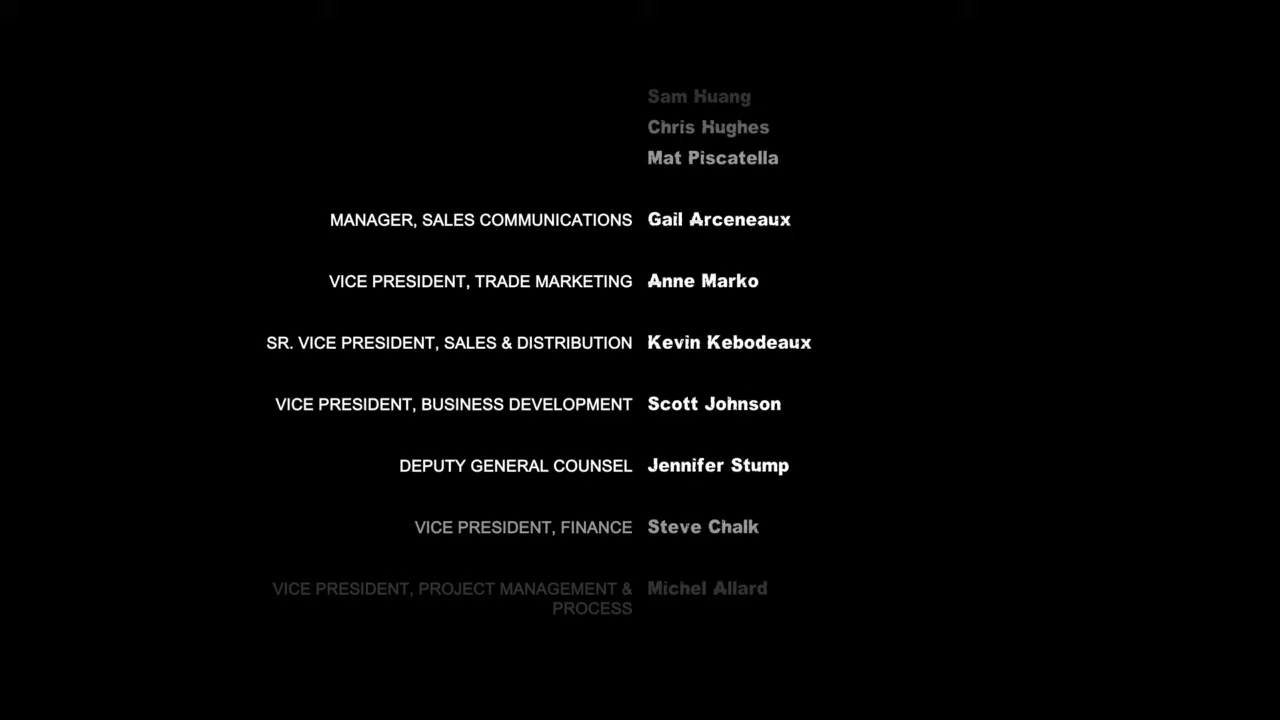 Sam Huang
Chris Hughes
Mat Piscatella
MANAGER, SALES COMMUNICATIONS Gail Arceneaux
VICE PRESIDENT, TRADE MARKETING Anne Marko
SR. VICE PRESIDENT, SALES & DISTRIBUTION Kevin Kebodeaux
VICE PRESIDENT, BUSINESS DEVELOPMENT Scott Johnson
DEPUTY GENERAL COUNSEL Jennifer Stump
VICE PRESIDENT, FINANCE Steve Chalk
VICE PRESIDENT, PROJECT MANAGEMENT & Michel Allard
PROCESS